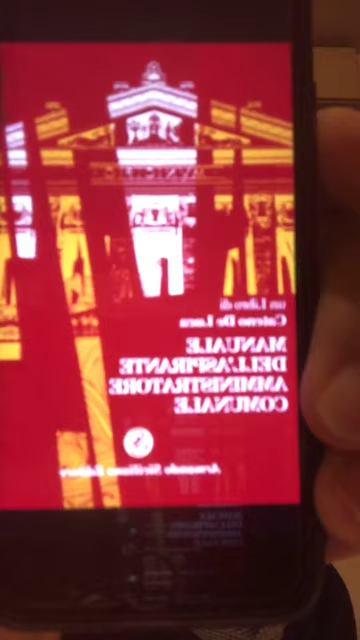 un Libro di
Cateno De Luca
MANUALE
DELL'ASPIRANTE
AMMINISTRATORE
COMUNALE
Armando Siciliano Editore